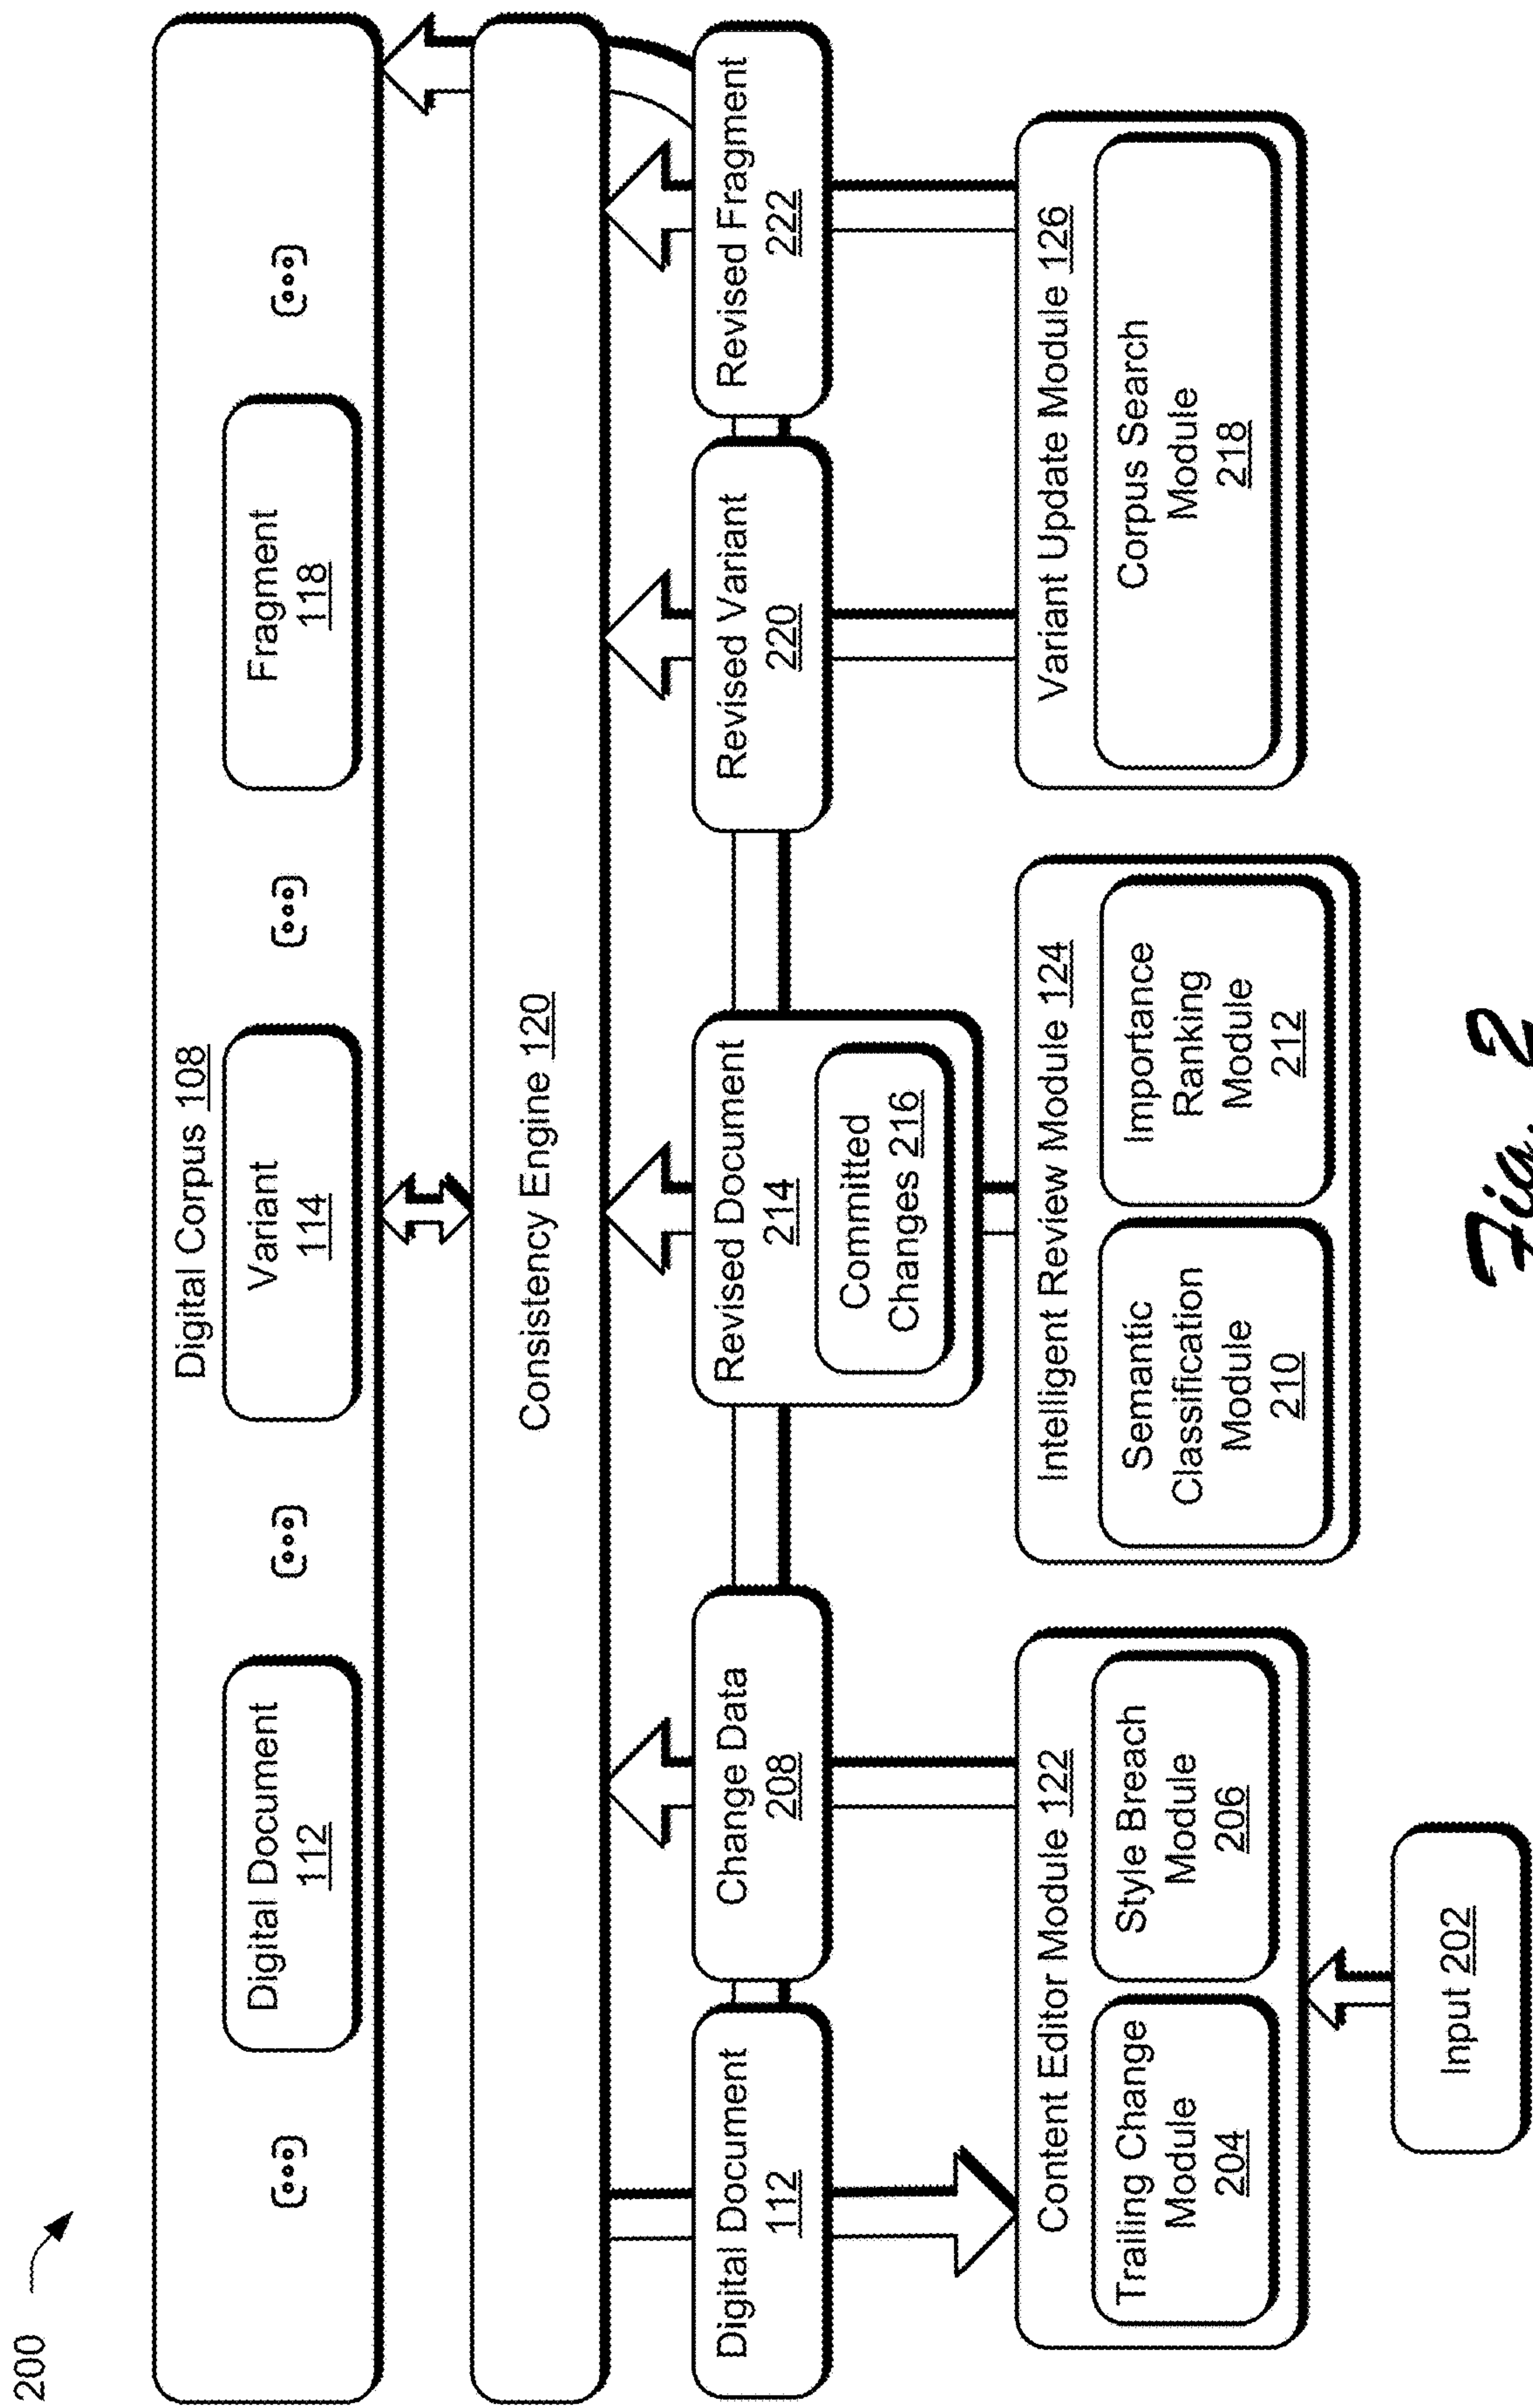 200
Digital Corpus 108
Digital Document
112
Variant
114
Fragment
118
Consistency Engine 120
Digital Document
112
Change Data
208
Revised Document
214
Committed
Changes 216
Revised Variant
220
Revised Fragment
222
Content Editor Module 122
Trailing Change
Module
204
Style Breach
Module
206
Intelligent Review Module 124
Semantic
Classification
Module
210
Importance
Ranking
Module
212
Variant Update Module 126
Corpus Search
Module
218
Input 202
Fig. 2